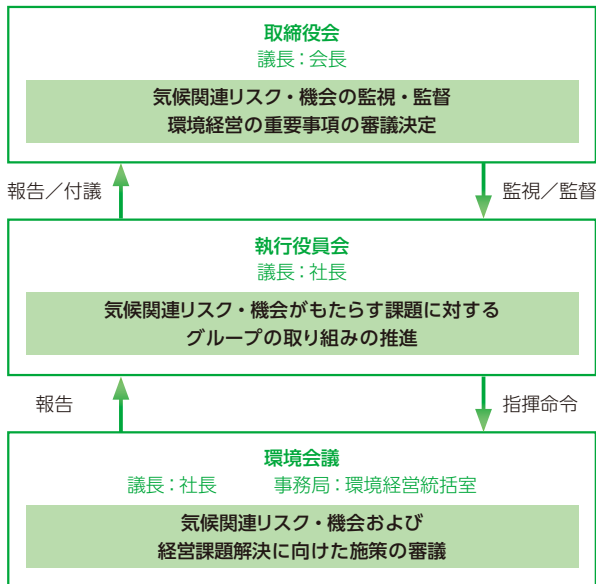 取締役会
議長：会長
気候関連リスク・機会の監視・監督
環境経営の重要事項の審議決定
報告／付議
監視／監督
執行役員会
議長：社長
気候関連リスク・機会がもたらす課題に対する
グループの取り組みの推進
報告
指揮命令
環境会議
議長：社長 事務局：環境経営統括室
気候関連リスク・機会および
経営課題解決に向けた施策の審議